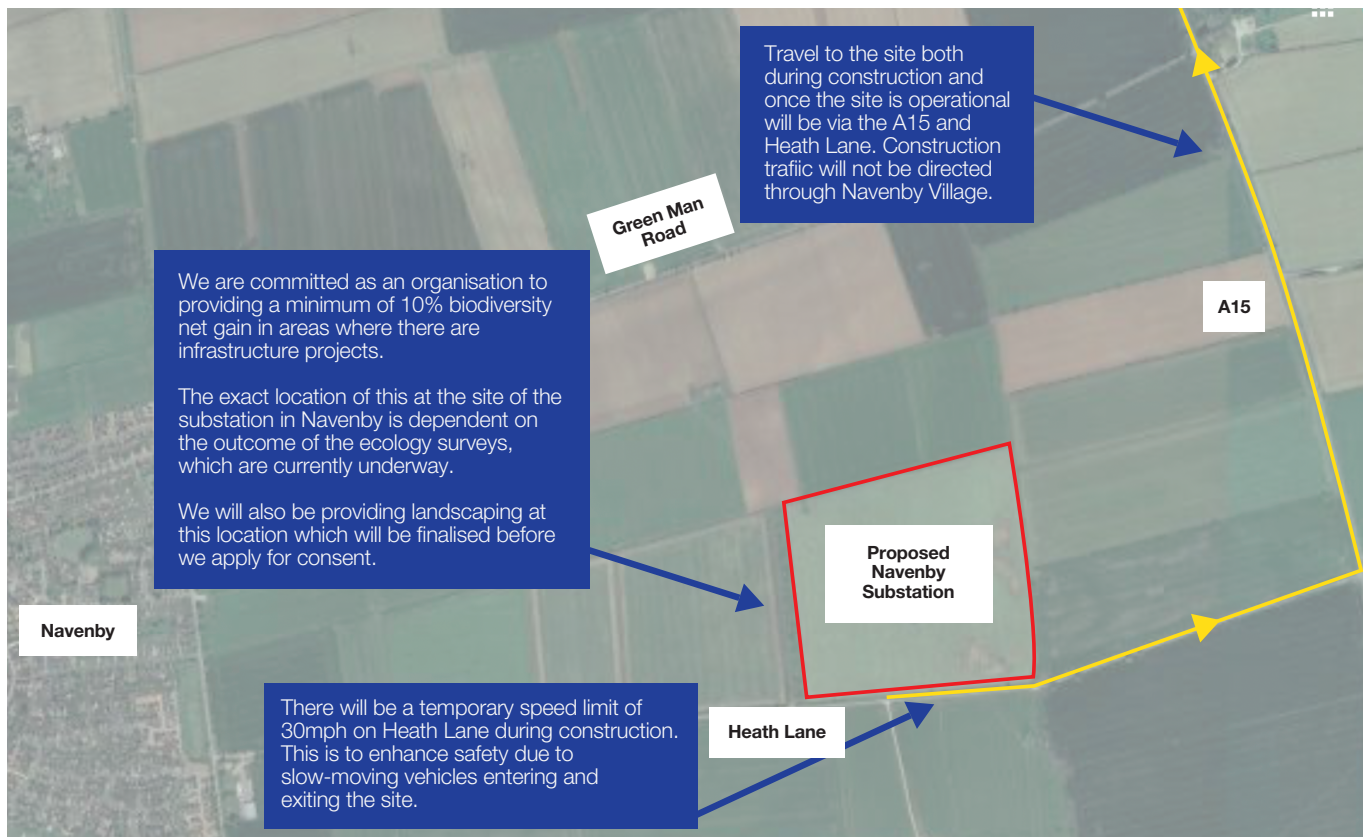 Travel to the site both
during construction and
once the site is operational
will be via the A15 and
Heath Lane. Construction
trafiic will not be directed
through Navenby Village.
Green Man
Road
We are committed as an organisation to
providing a minimum of 10% biodiversity
net gain in areas where there are
infrastructure projects.
The exact location of this at the site of the
substation in Navenby is dependent on
the outcome of the ecology surveys,
which are currently underway.
We will also be providing landscaping at
this location which will be finalised before
we apply for consent.
A15
Proposed
Navenby
Substation
Navenby
There will be a temporary speed limit of
30mph on Heath Lane during construction.
This is to enhance safety due to
slow-moving vehicles entering and
exiting the site.
Heath Lane